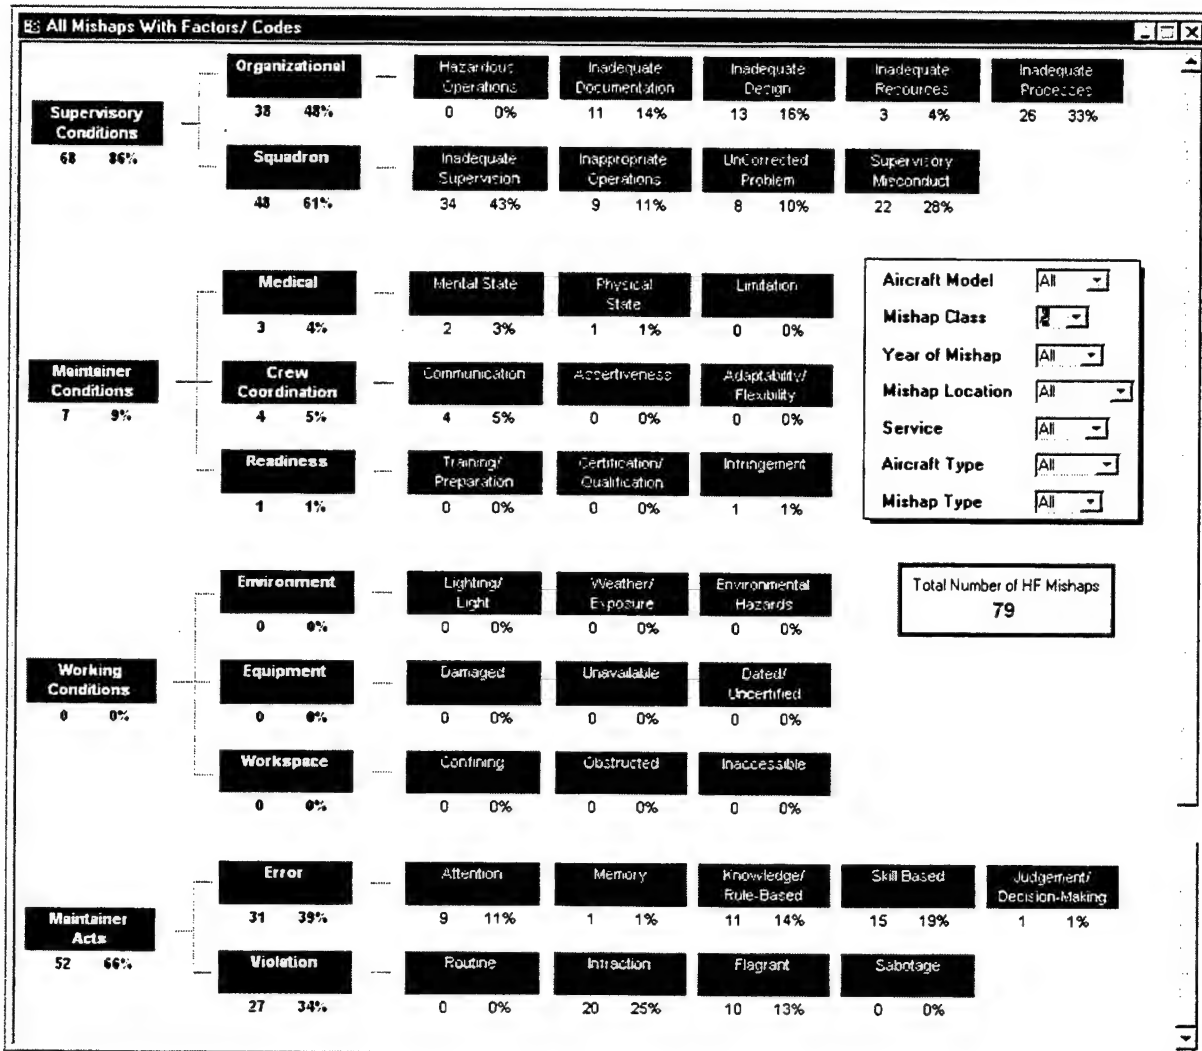 All Mishaps With Factors/ Codes
Supervisory
Conditions
68 86%
Organizational
38 48%
Hazardous
Operations
0 0%
Inadequate
Documentation
11 14%
Inadequate
Design
13 16%
Inadequate
Resources
3 4%
Inadequate
Processes
26 33%
Squadron
48 61%
Inadequate
Supervision
34 43%
Inappropriate
Operations
9 11%
UnCorrected
Problem
8 10%
Supervisory
Misconduct
22 28%
Maintainer
Conditions
7 9%
Medical
3 4%
Mental State
2 3%
Physical
State
1 1%
Limitation
0 0%
Crew
Coordination
4 5%
Communication
4 5%
Assertiveness
0 0%
Adaptability/
Flexibility
0 0%
Readiness
1 1%
Training/
Preparation
0 0%
Certification/
Qualification
0 0%
Infringement
1 1%
Aircraft Model All
Mishap Class
Year of Mishap All
Mishap Location All
Service All
Aircraft Type All
Mishap Type All
Total Number of HF Mishaps
79
Working
Conditions
0 0%
Environment
0 0%
Lighting/
Light
0 0%
Weather/
Exposure
0 0%
Environmental
Hazards
0 0%
Equipment
0 0%
Damaged
0 0%
Unavailable
0 0%
Dated/
Uncertified
0 0%
Workspace
0 0%
Confining
0 0%
Obstructed
0 0%
Inaccessible
0 0%
Maintainer
Acts
52 66%
Error
31 39%
Attention
9 11%
Memory
1 1%
Knowledge/
Rule-Based
11 14%
Skill Based
15 19%
Judgement/
Decision-Making
1 1%
Violation
27 34%
Routine
0 0%
Infraction
20 25%
Flagrant
10 13%
Sabotage
0 0%